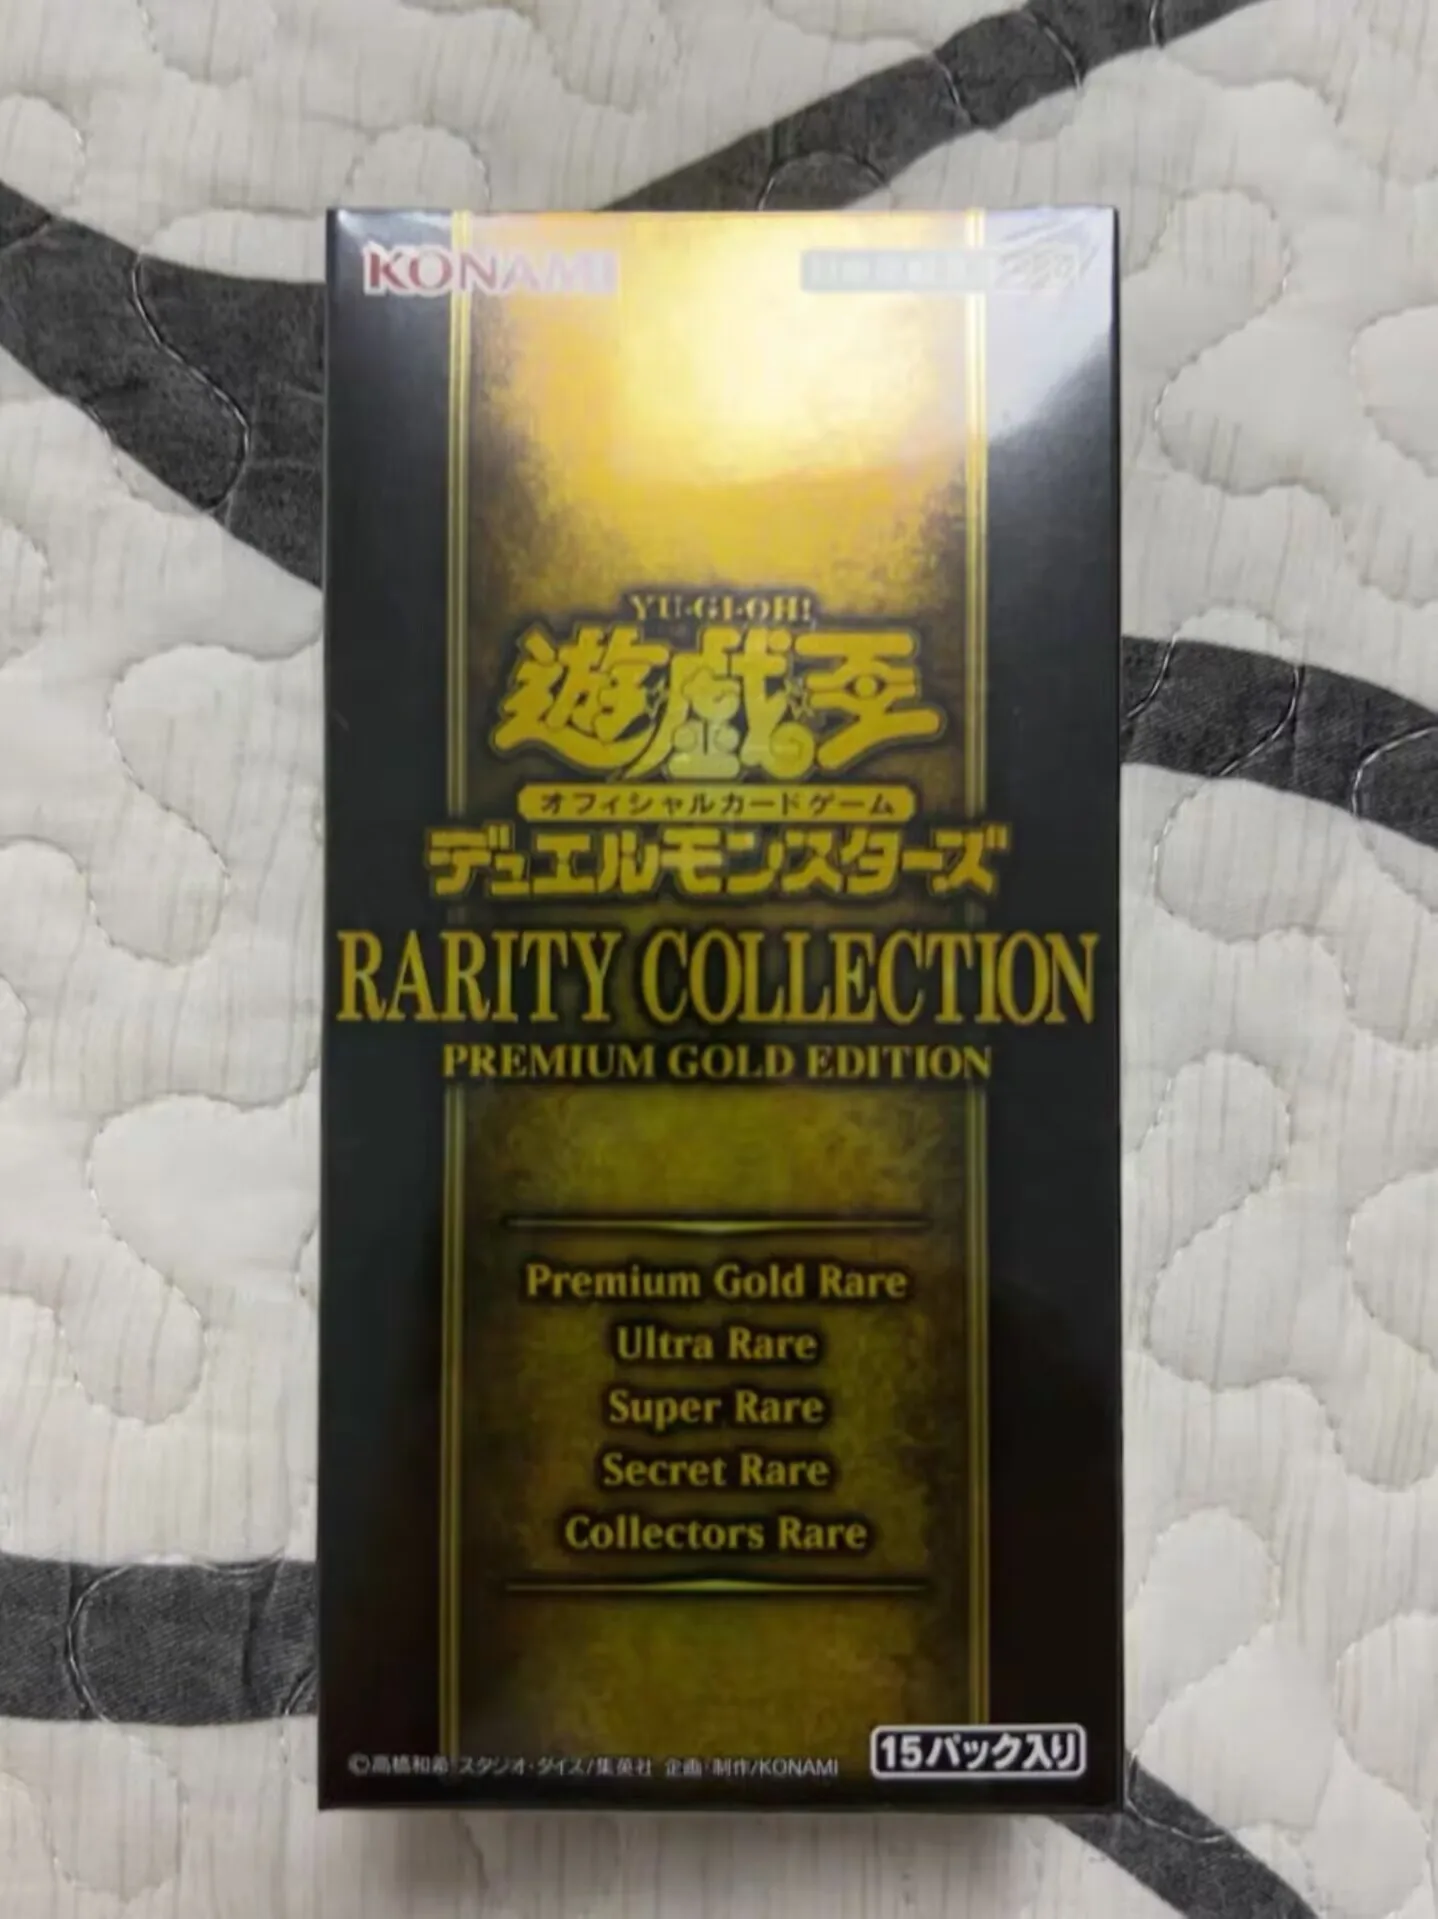 KONAMI
YU-GI-OH!
遊戯王
オフィシャルカードゲーム
デュエルモンスターズ
RARITY COLLECTION
PREMIUM GOLD EDITION
Premium Gold Rare
Ultra Rare
Super Rare
Secret Rare
Collectors Rare
©高橋和希 スタジオ・ダイス/集英社 企画・制作/KONAMI
15パック入り